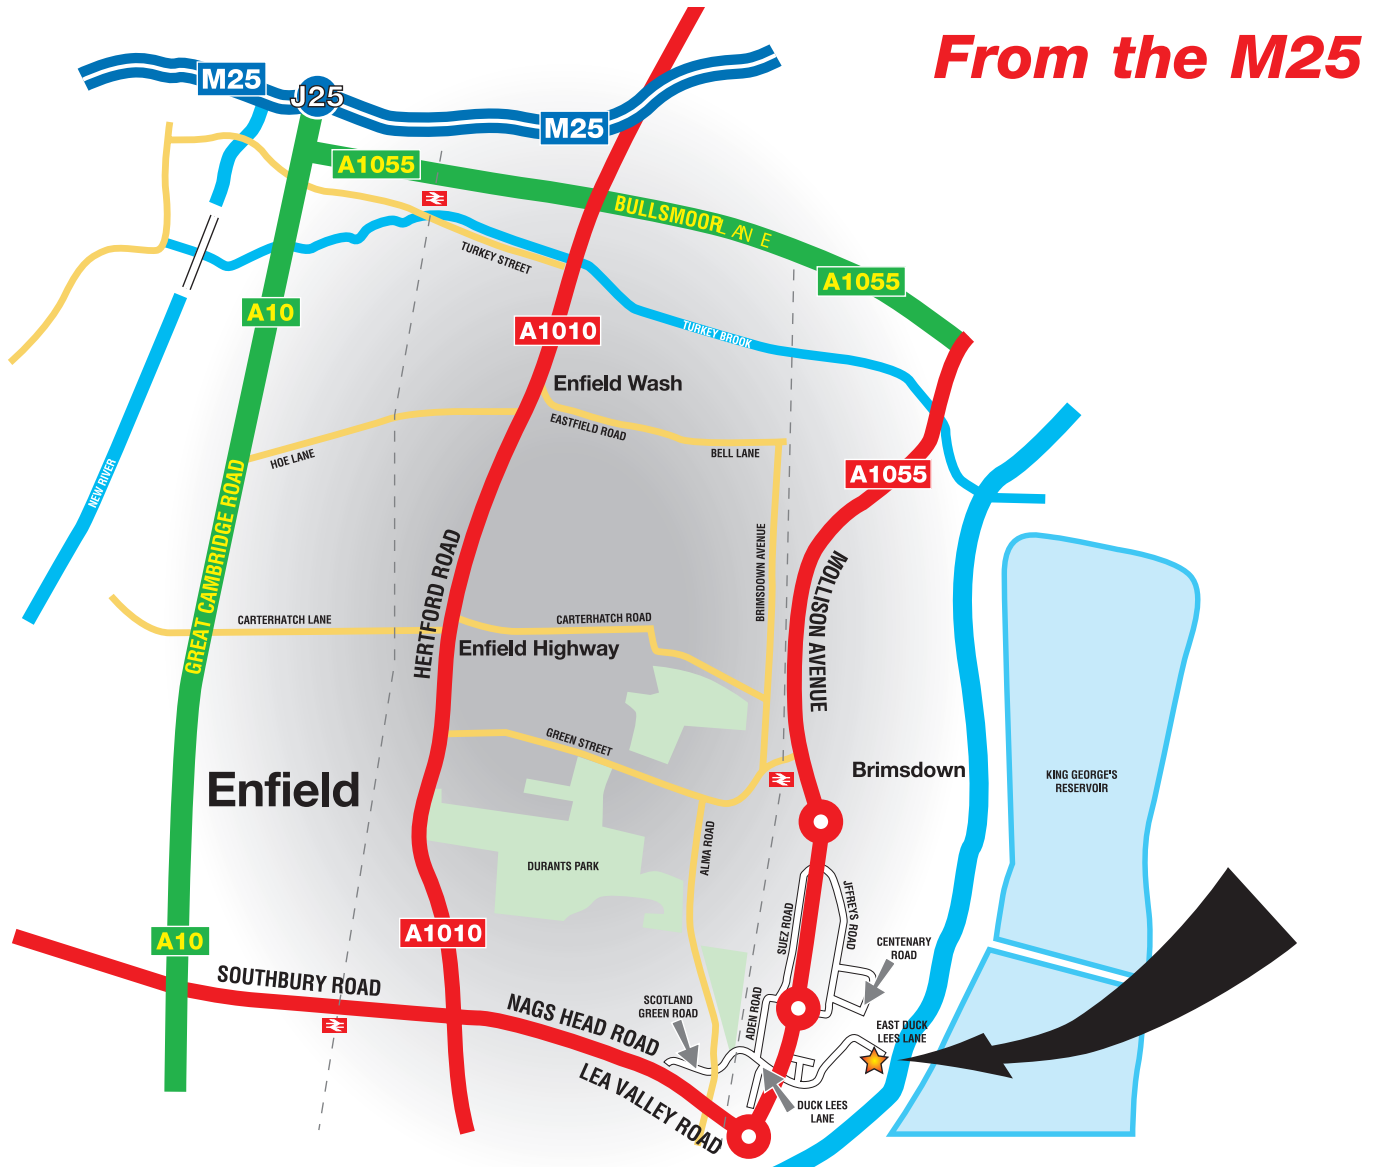 From the M25
M25
J25
M25
A1055
BULLSMOOR LANE
TURKEY STREET
A1055
A10
A1010
TURKEY BROOK
Enfield Wash
EASTFIELD ROAD
BELL LANE
HOE LANE
A1055
NEW RIVER
GREAT CAMBRIDGE ROAD
HERTFORD ROAD
BRIMSDOWN AVENUE
MOLLISON AVENUE
CARTERHATCH LANE
CARTERHATCH ROAD
Enfield Highway
GREEN STREET
Enfield
Brimsdown
KING GEORGE'S
RESERVOIR
ALMA ROAD
DURANTS PARK
A10
A1010
SUEZ ROAD
JFFREYS ROAD
CENTENARY
ROAD
SOUTHBURY ROAD
NAGS HEAD ROAD
SCOTLAND
GREEN ROAD
ADEN ROAD
EAST DUCK
LEES LANE
LEA VALLEY ROAD
DUCK LEES
LANE